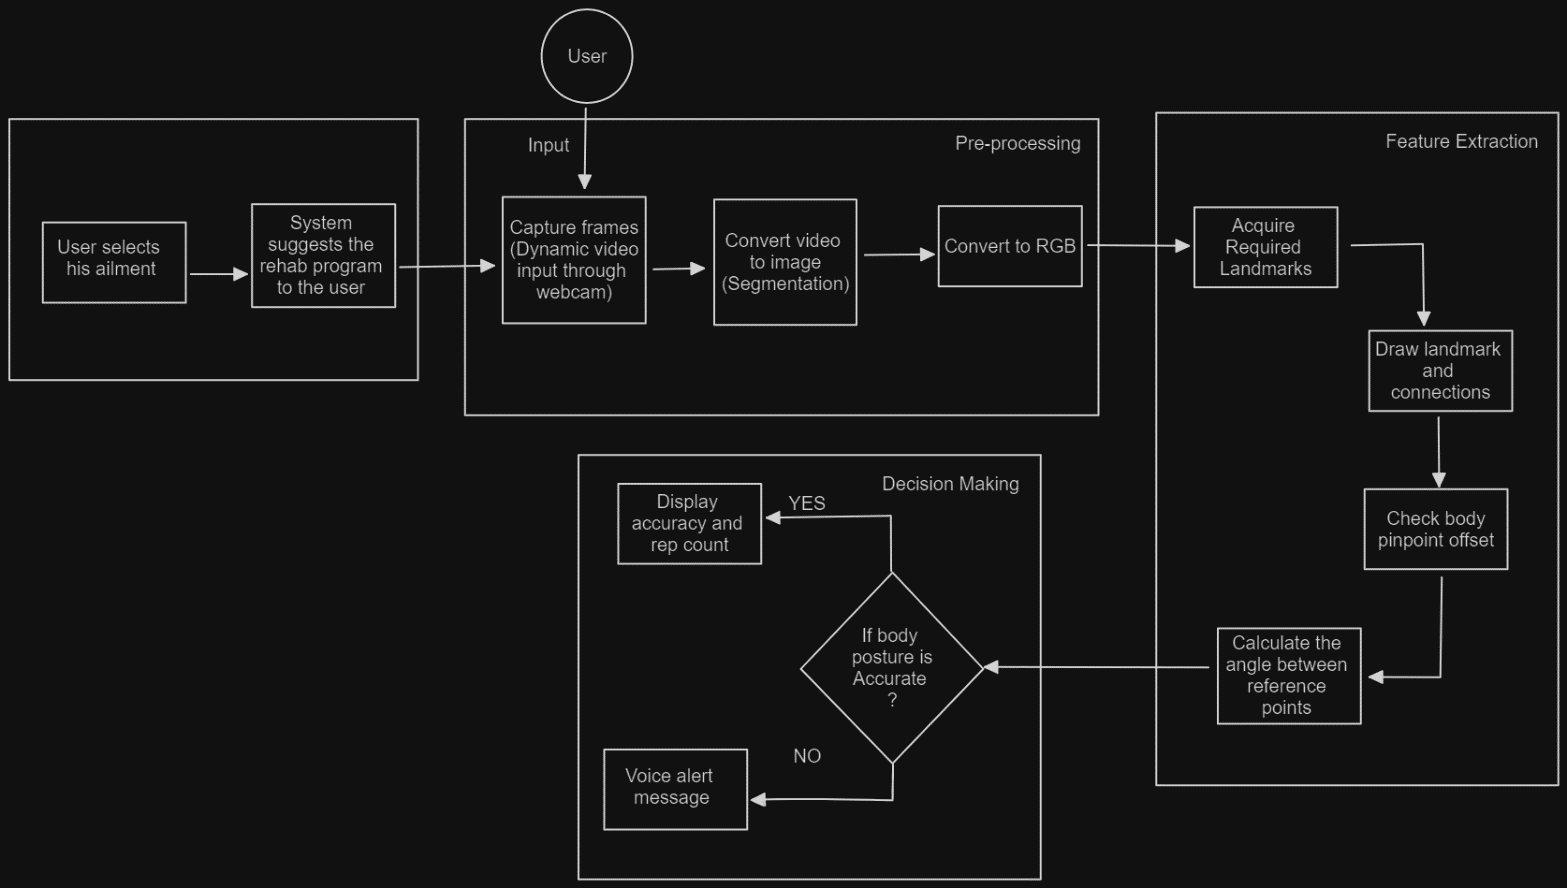 User
Input
Pre-processing
Feature Extraction
User selects
his ailment
System
suggests the
rehab program
to the user
Capture frames
(Dynamic video
input through
webcam)
Convert video
to image
(Segmentation)
Convert to RGB
Acquire
Required
Landmarks
Draw landmark
and
connections
Check body
pinpoint offset
Calculate the
angle between
reference
points
Decision Making
If body
posture is
Accurate
?
YES
Display
accuracy and
rep count
NO
Voice alert
message